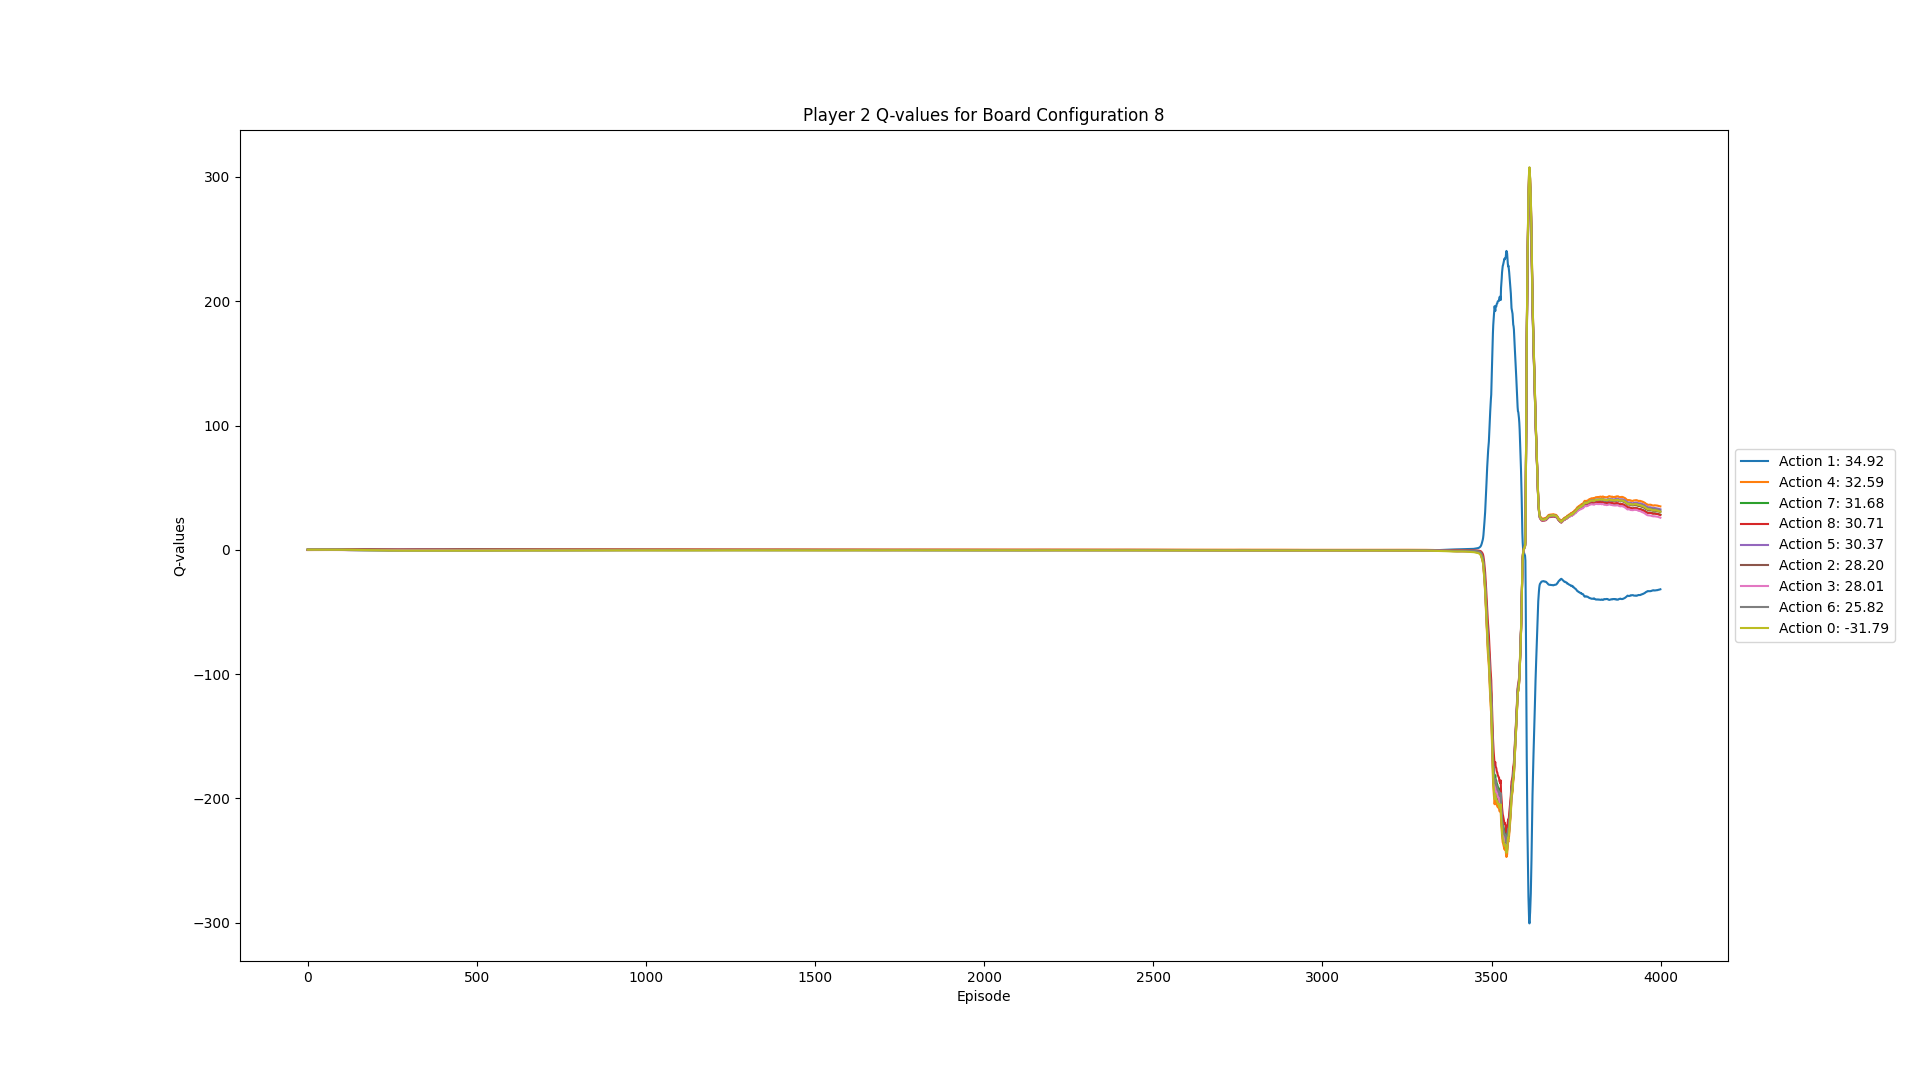 Player 2 Q-values for Board Configuration 8
300
200
100
0
−100
−200
−300
Q-values
0
500
1000
1500
2000
2500
3000
3500
4000
Episode
Action 1: 34.92
Action 4: 32.59
Action 7: 31.68
Action 8: 30.71
Action 5: 30.37
Action 2: 28.20
Action 3: 28.01
Action 6: 25.82
Action 0: -31.79